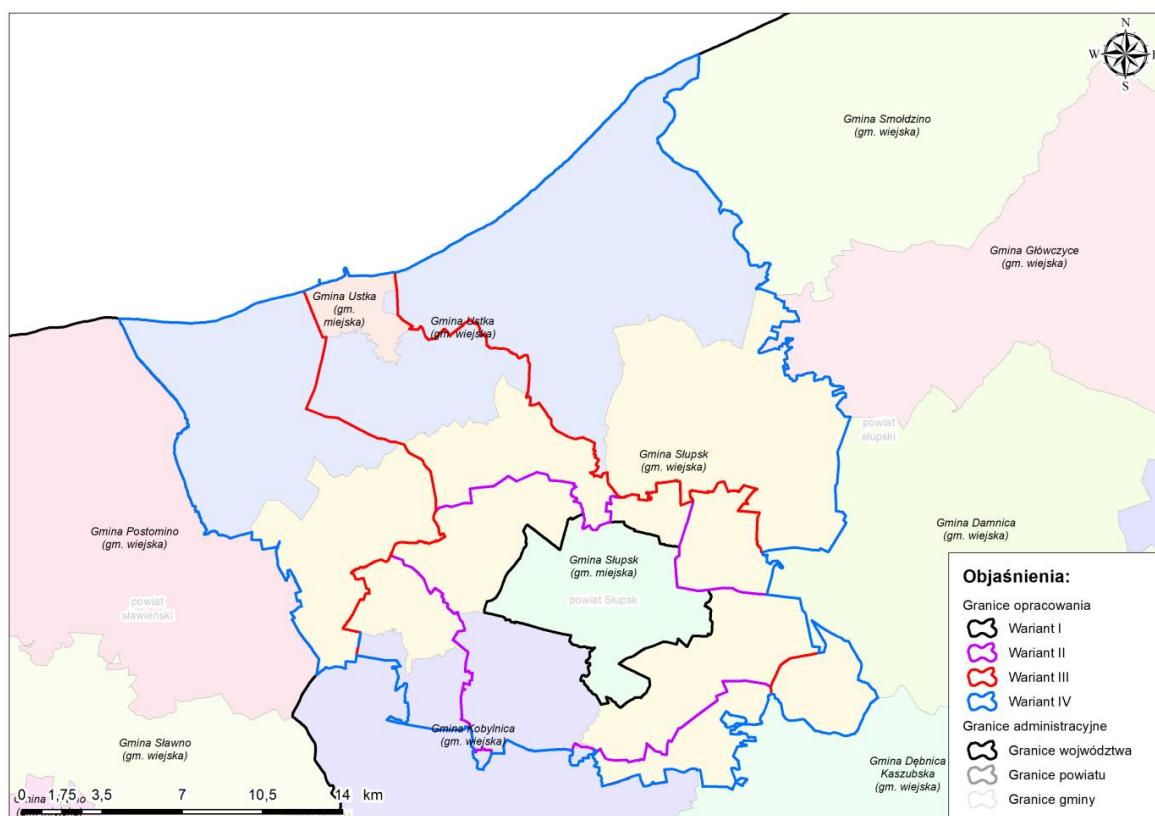 N
W
E
S
Gmina Smołdzino
(gm. wiejska)
Gmina Główczyce
(gm. wiejska)
Gmina Ustka
(gm.
miejska)
Gmina Ustka
(gm. wiejska)
powiat
słupski
Gmina Słupsk
(gm. wiejska)
Gmina Postomino
(gm. wiejska)
Gmina Damnica
(gm. wiejska)
Gmina Słupsk
(gm. miejska)
powiat Słupsk
powiat
sławieński
Gmina Sławno
(gm. wiejska)
Gmina Kobylnica
(gm. wiejska)
Gmina Dębnica
Kaszubska
(gm. wiejska)
Gmina
Objaśnienia:
Granice opracowania
Wariant I
Wariant II
Wariant III
Wariant IV
Granice administracyjne
Granice województwa
Granice powiatu
Granice gminy
0 1,75 3,5 7 10,5 14 km